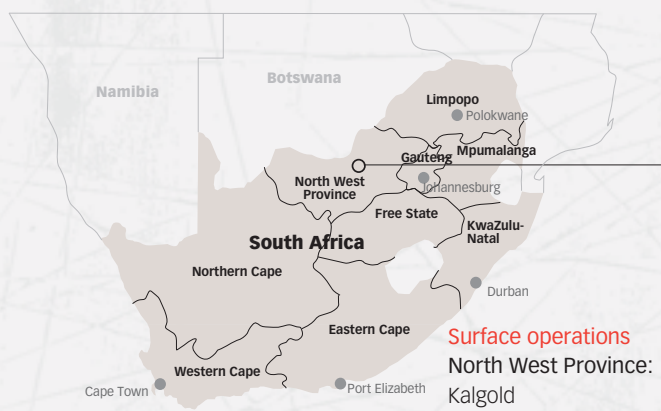 Botswana
Namibia
Limpopo
Polokwane
Mpumalanga
Gauteng
North West
Province
Johannesburg
Free State
KwaZulu-
Natal
South Africa
Northern Cape
Durban
Eastern Cape
Surface operations
North West Province:
Kalgold
Western Cape
Cape Town
Port Elizabeth